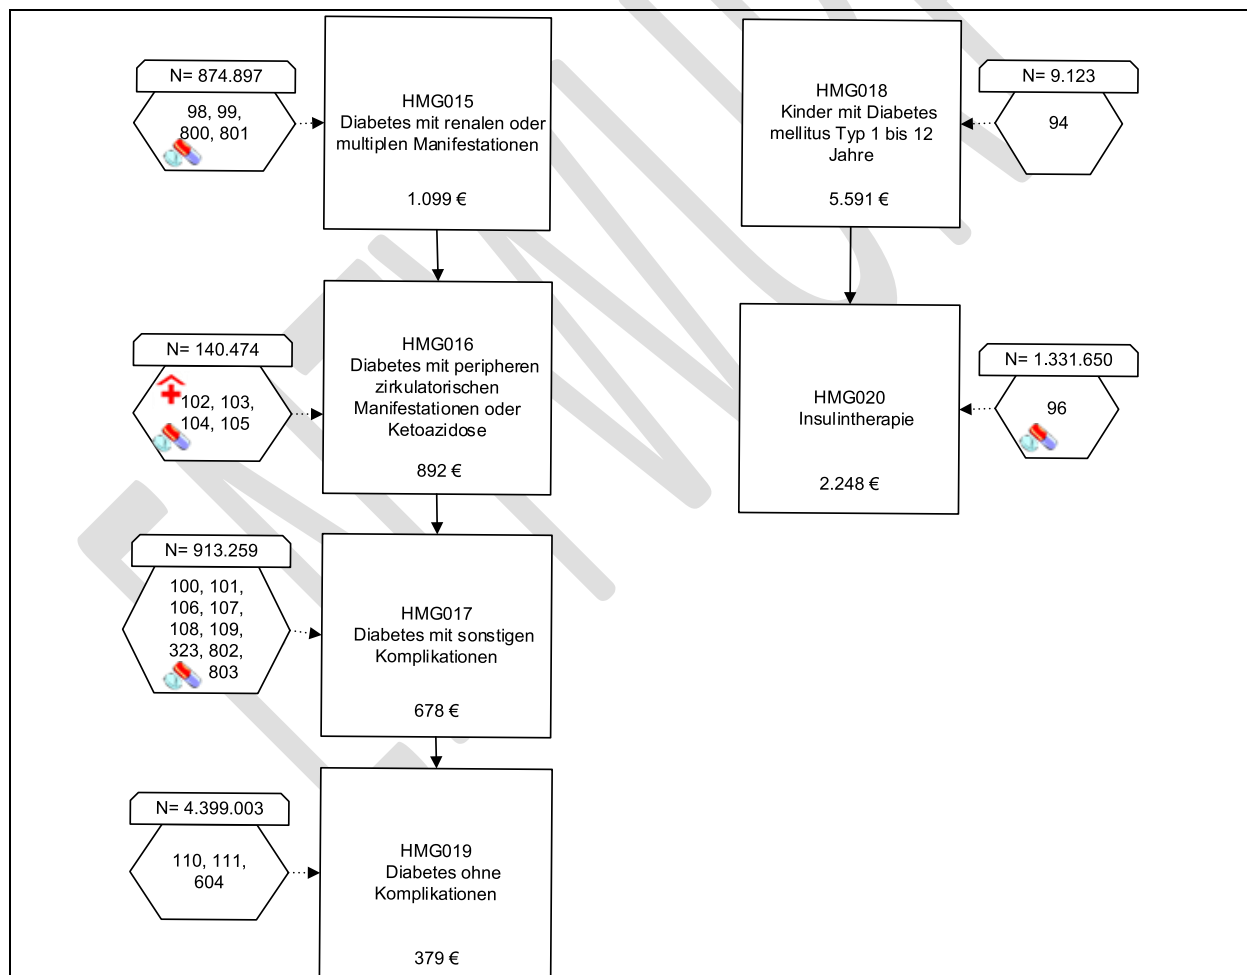 N= 874.897
98, 99,
800, 801
HMG015
Diabetes mit renalen oder
multiplen Manifestationen
1.099 €
HMG018
Kinder mit Diabetes
mellitus Typ 1 bis 12
Jahre
5.591 €
N= 9.123
94
N= 140.474
102, 103,
104, 105
HMG016
Diabetes mit peripheren
zirkulatorischen
Manifestationen oder
Ketoazidose
892 €
HMG020
Insulintherapie
2.248 €
N= 1.331.650
96
N= 913.259
100, 101,
106, 107,
108, 109,
323, 802,
803
HMG017
Diabetes mit sonstigen
Komplikationen
678 €
N= 4.399.003
110, 111,
604
HMG019
Diabetes ohne
Komplikationen
379 €